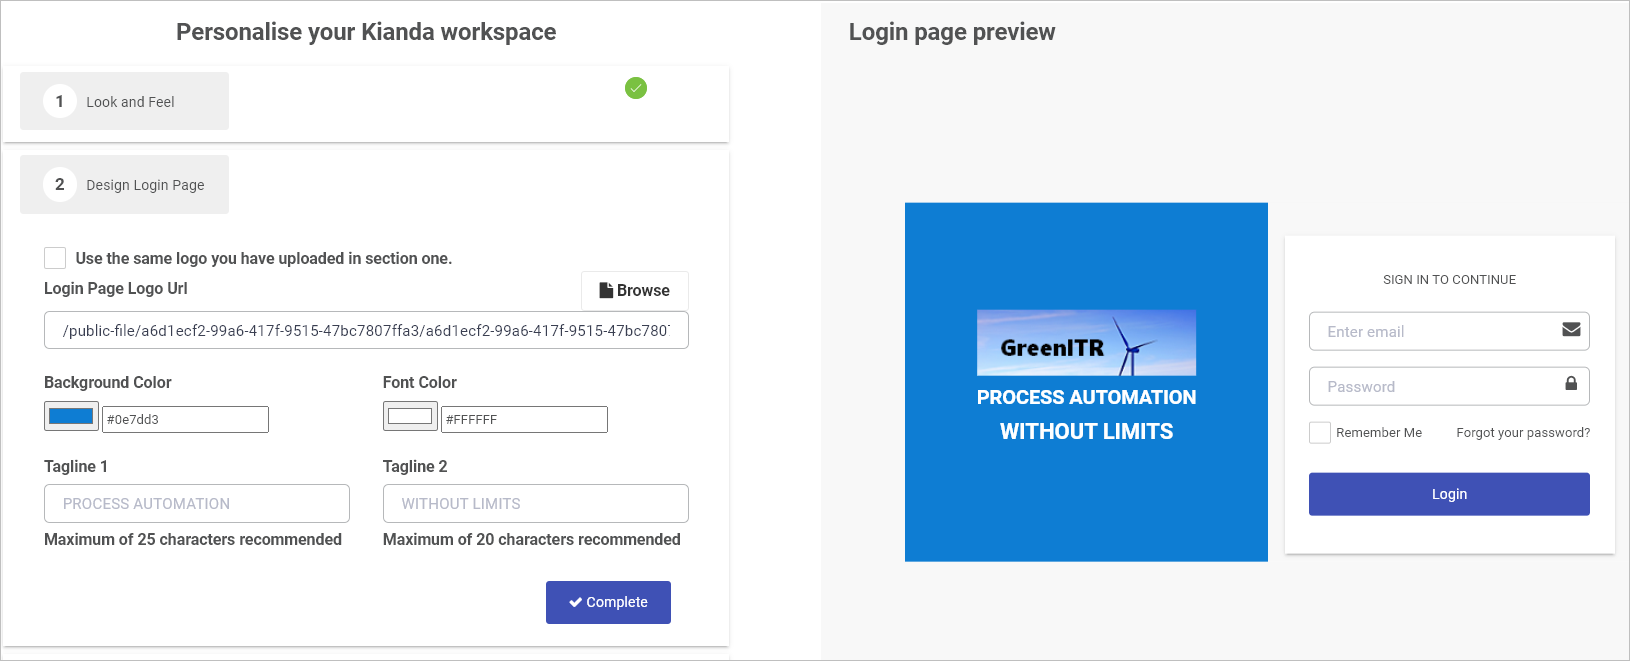 Personalise your Kianda workspace
1 Look and Feel
2 Design Login Page
Use the same logo you have uploaded in section one.
Login Page Logo Url
Browse
/public-file/a6d1ecf2-99a6-417f-9515-47bc7807ffa3/a6d1ecf2-99a6-417f-9515-47bc780
Background Color
Font Color
#0e7dd3
#FFFFFF
Tagline 1
Tagline 2
PROCESS AUTOMATION
WITHOUT LIMITS
Maximum of 25 characters recommended
Maximum of 20 characters recommended
Complete
Login page preview
GreenITR
PROCESS AUTOMATION
WITHOUT LIMITS
SIGN IN TO CONTINUE
Enter email
Password
Remember Me
Forgot your password?
Login